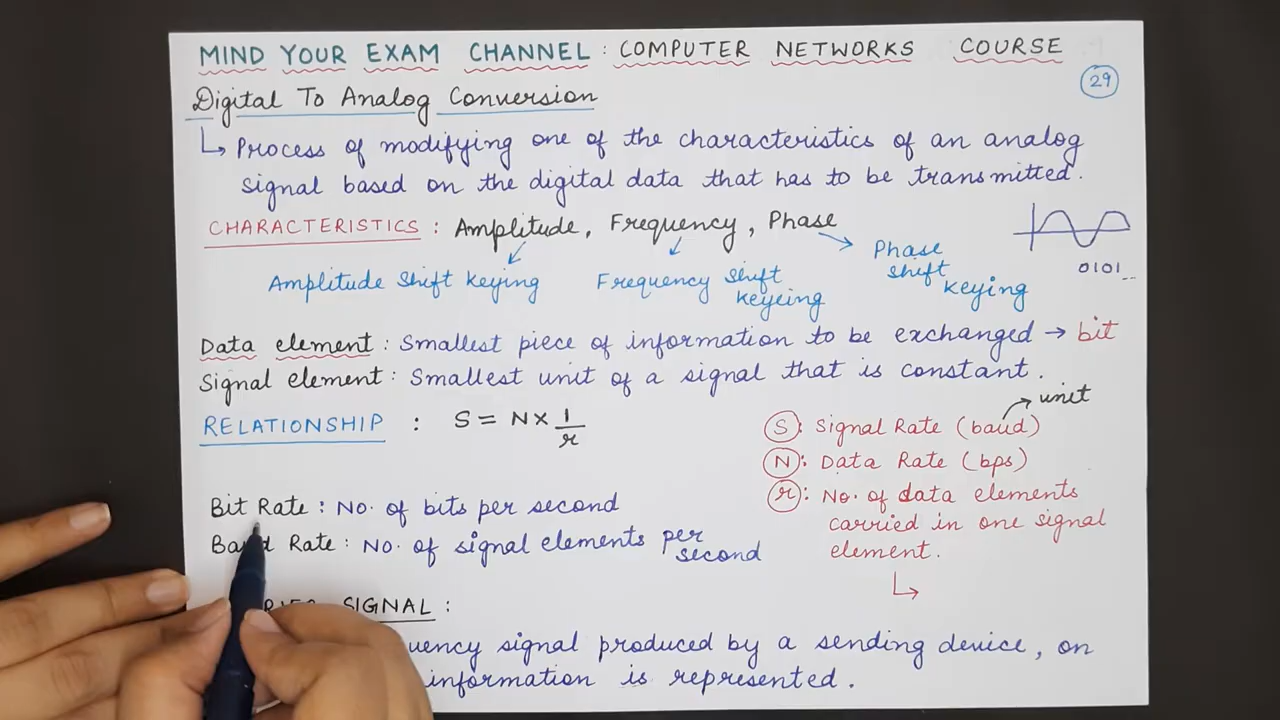 MIND YOUR EXAM CHANNEL : COMPUTER NETWORKS COURSE
29
Digital To Analog Conversion
Process of modifying one of the characteristics of an analog
signal based on the digital data that has to be transmitted.
CHARACTERISTICS : Amplitude, Frequency, Phase
Amplitude Shift Keying
Frequency Shift
Keyeing
Phase
Shift
Keying
0101
Data element : Smallest piece of information to be exchanged → bit
Signal element : Smallest unit of a signal that is constant.
RELATIONSHIP : S = N × 1/r
unit
S : Signal Rate (baud)
N : Data Rate (bps)
r : No. of data elements
carried in one signal
element.
Bit Rate : No. of bits per second
Baud Rate : No. of signal elements per
second
SIGNAL :
signal produced by a sending device, on
information is represented.